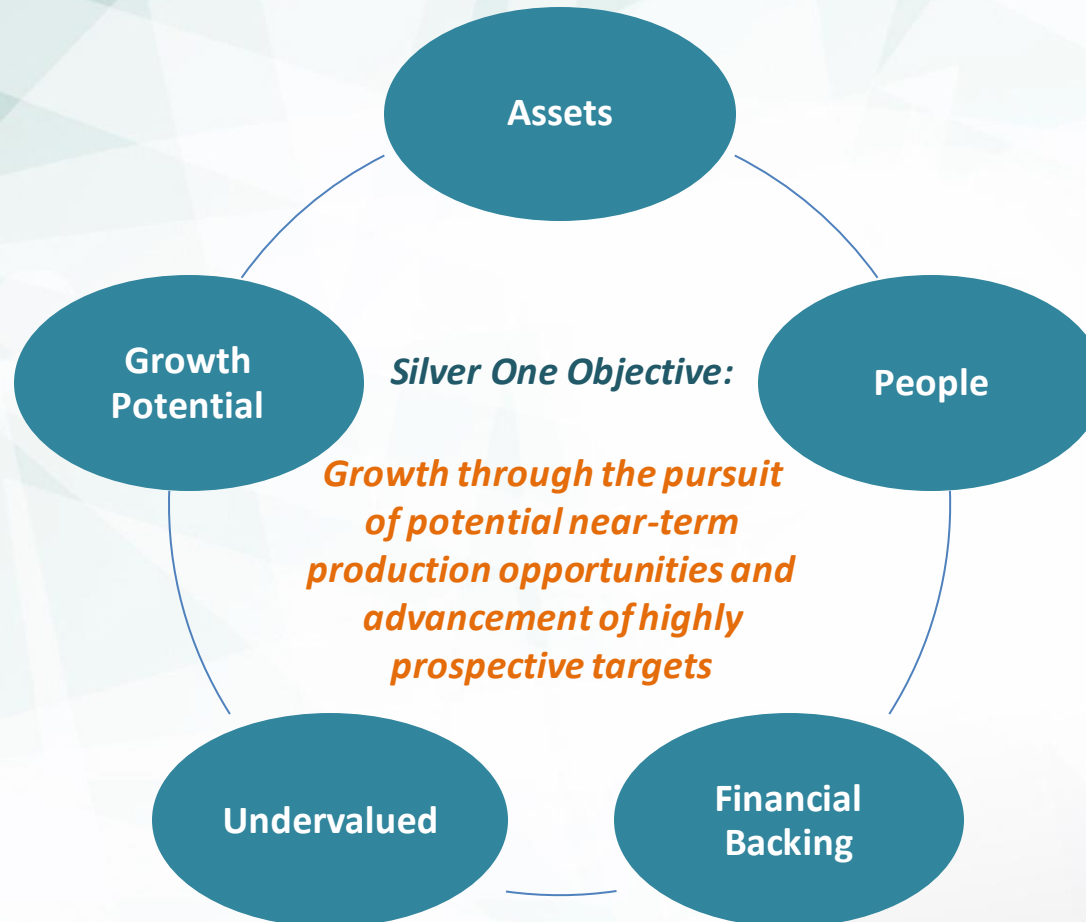 Assets
Growth
Potential
Silver One Objective:
People
Growth through the pursuit
of potential near-term
production opportunities and
advancement of highly
prospective targets
Undervalued
Financial
Backing